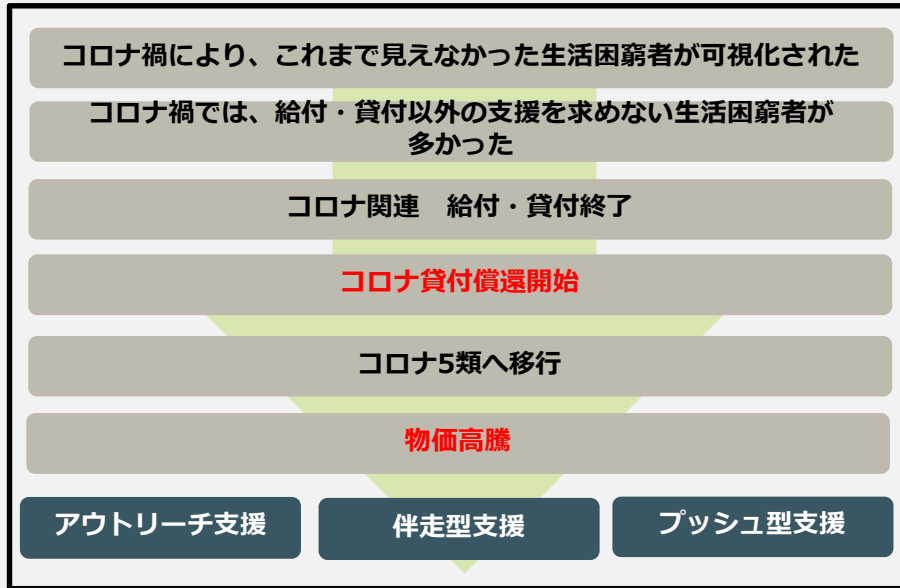 コロナ禍により、これまで見えなかった生活困窮者が可視化された
コロナ禍では、給付・貸付以外の支援を求めない生活困窮者が
多かった
コロナ関連　給付・貸付終了
コロナ貸付償還開始
コロナ5類へ移行
物価高騰
アウトリーチ支援
伴走型支援
プッシュ型支援